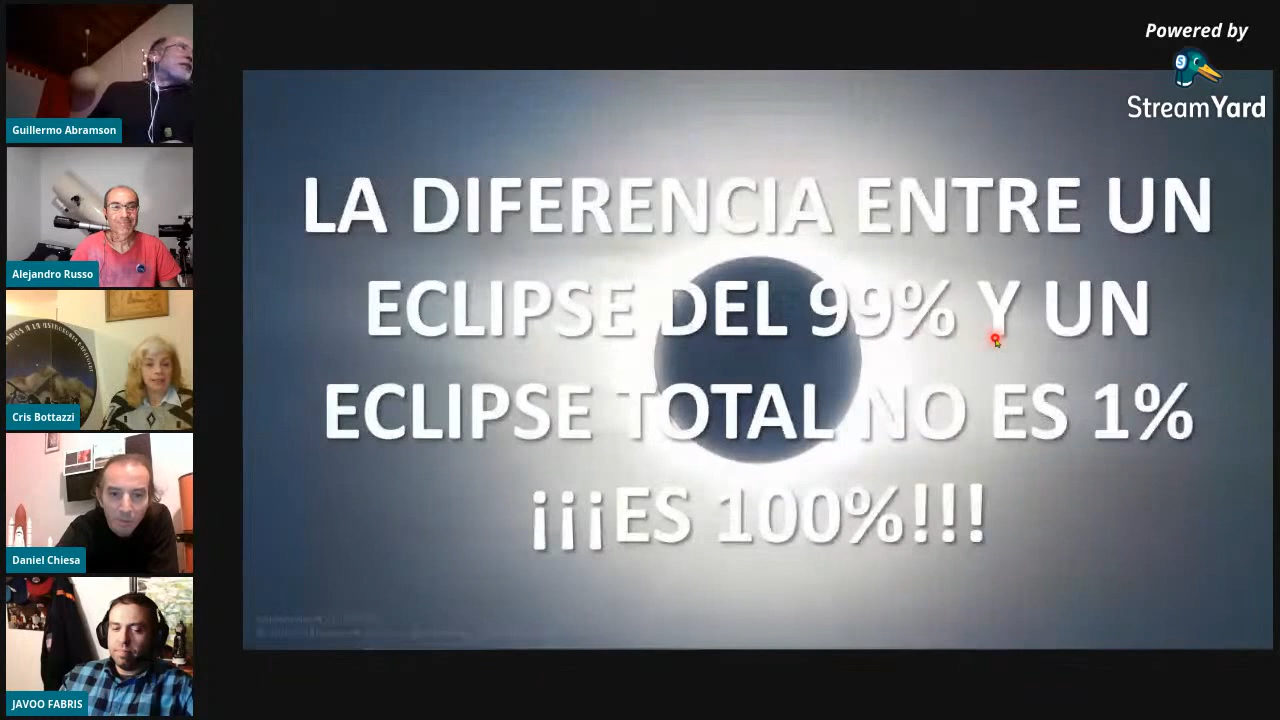 Powered by
StreamYard
Guillermo Abramson
Alejandro Russo
Cris Bottazzi
Daniel Chiesa
JAVOO FABRIS
LA DIFERENCIA ENTRE UN
ECLIPSE DEL 99% Y UN
ECLIPSE TOTAL NO ES 1%
¡¡¡ES 100%!!!